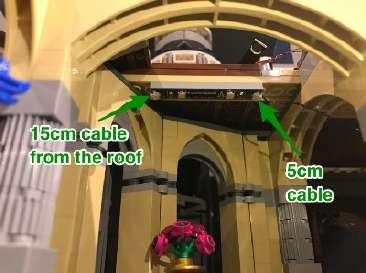 15cm cable
from the roof
5cm
cable